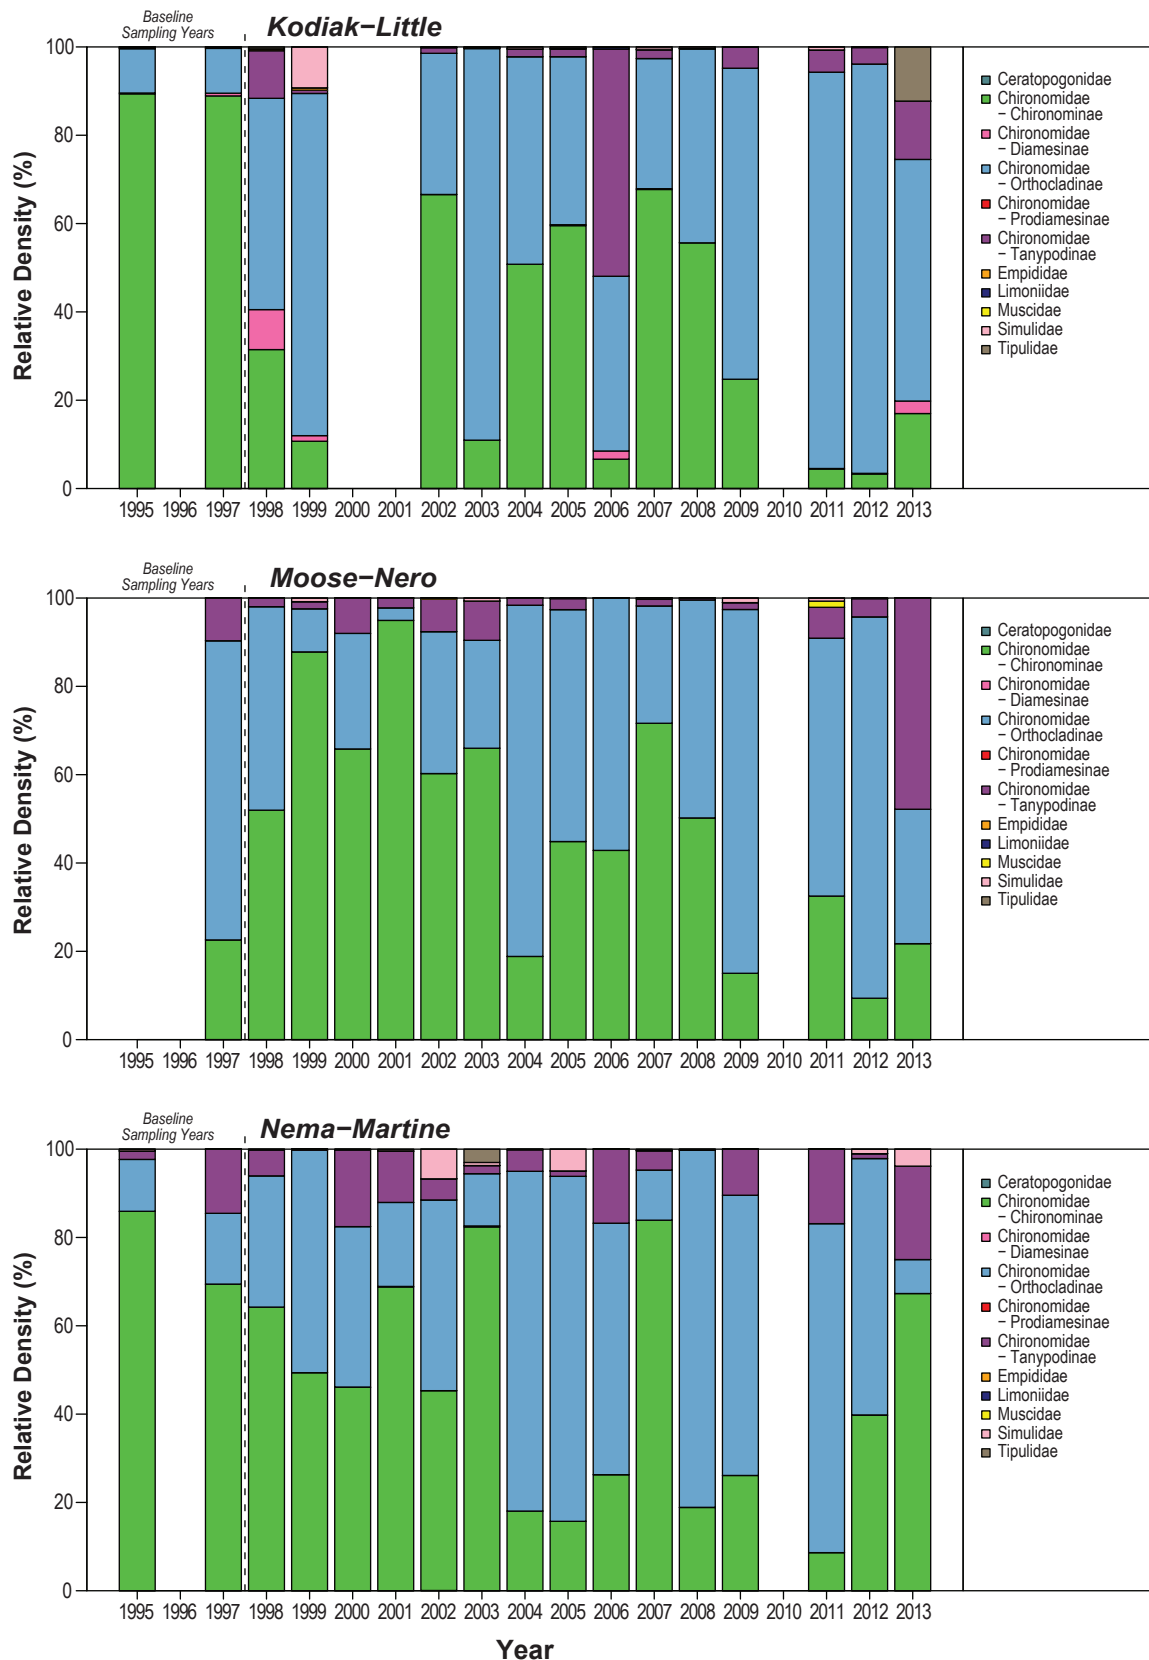 Baseline
Sampling Years
Kodiak−Little
Relative Density (%)
100
80
60
40
20
0
1995 1996 1997 1998 1999 2000 2001 2002 2003 2004 2005 2006 2007 2008 2009 2010 2011 2012 2013
Ceratopogonidae
Chironomidae
− Chironominae
Chironomidae
− Diamesinae
Chironomidae
− Orthocladinae
Chironomidae
− Prodiamesinae
Chironomidae
− Tanypodinae
Empididae
Limoniidae
Muscidae
Simulidae
Tipulidae
Baseline
Sampling Years
Moose−Nero
Relative Density (%)
100
80
60
40
20
0
1995 1996 1997 1998 1999 2000 2001 2002 2003 2004 2005 2006 2007 2008 2009 2010 2011 2012 2013
Ceratopogonidae
Chironomidae
− Chironominae
Chironomidae
− Diamesinae
Chironomidae
− Orthocladinae
Chironomidae
− Prodiamesinae
Chironomidae
− Tanypodinae
Empididae
Limoniidae
Muscidae
Simulidae
Tipulidae
Baseline
Sampling Years
Nema−Martine
Relative Density (%)
100
80
60
40
20
0
1995 1996 1997 1998 1999 2000 2001 2002 2003 2004 2005 2006 2007 2008 2009 2010 2011 2012 2013
Ceratopogonidae
Chironomidae
− Chironominae
Chironomidae
− Diamesinae
Chironomidae
− Orthocladinae
Chironomidae
− Prodiamesinae
Chironomidae
− Tanypodinae
Empididae
Limoniidae
Muscidae
Simulidae
Tipulidae
Year